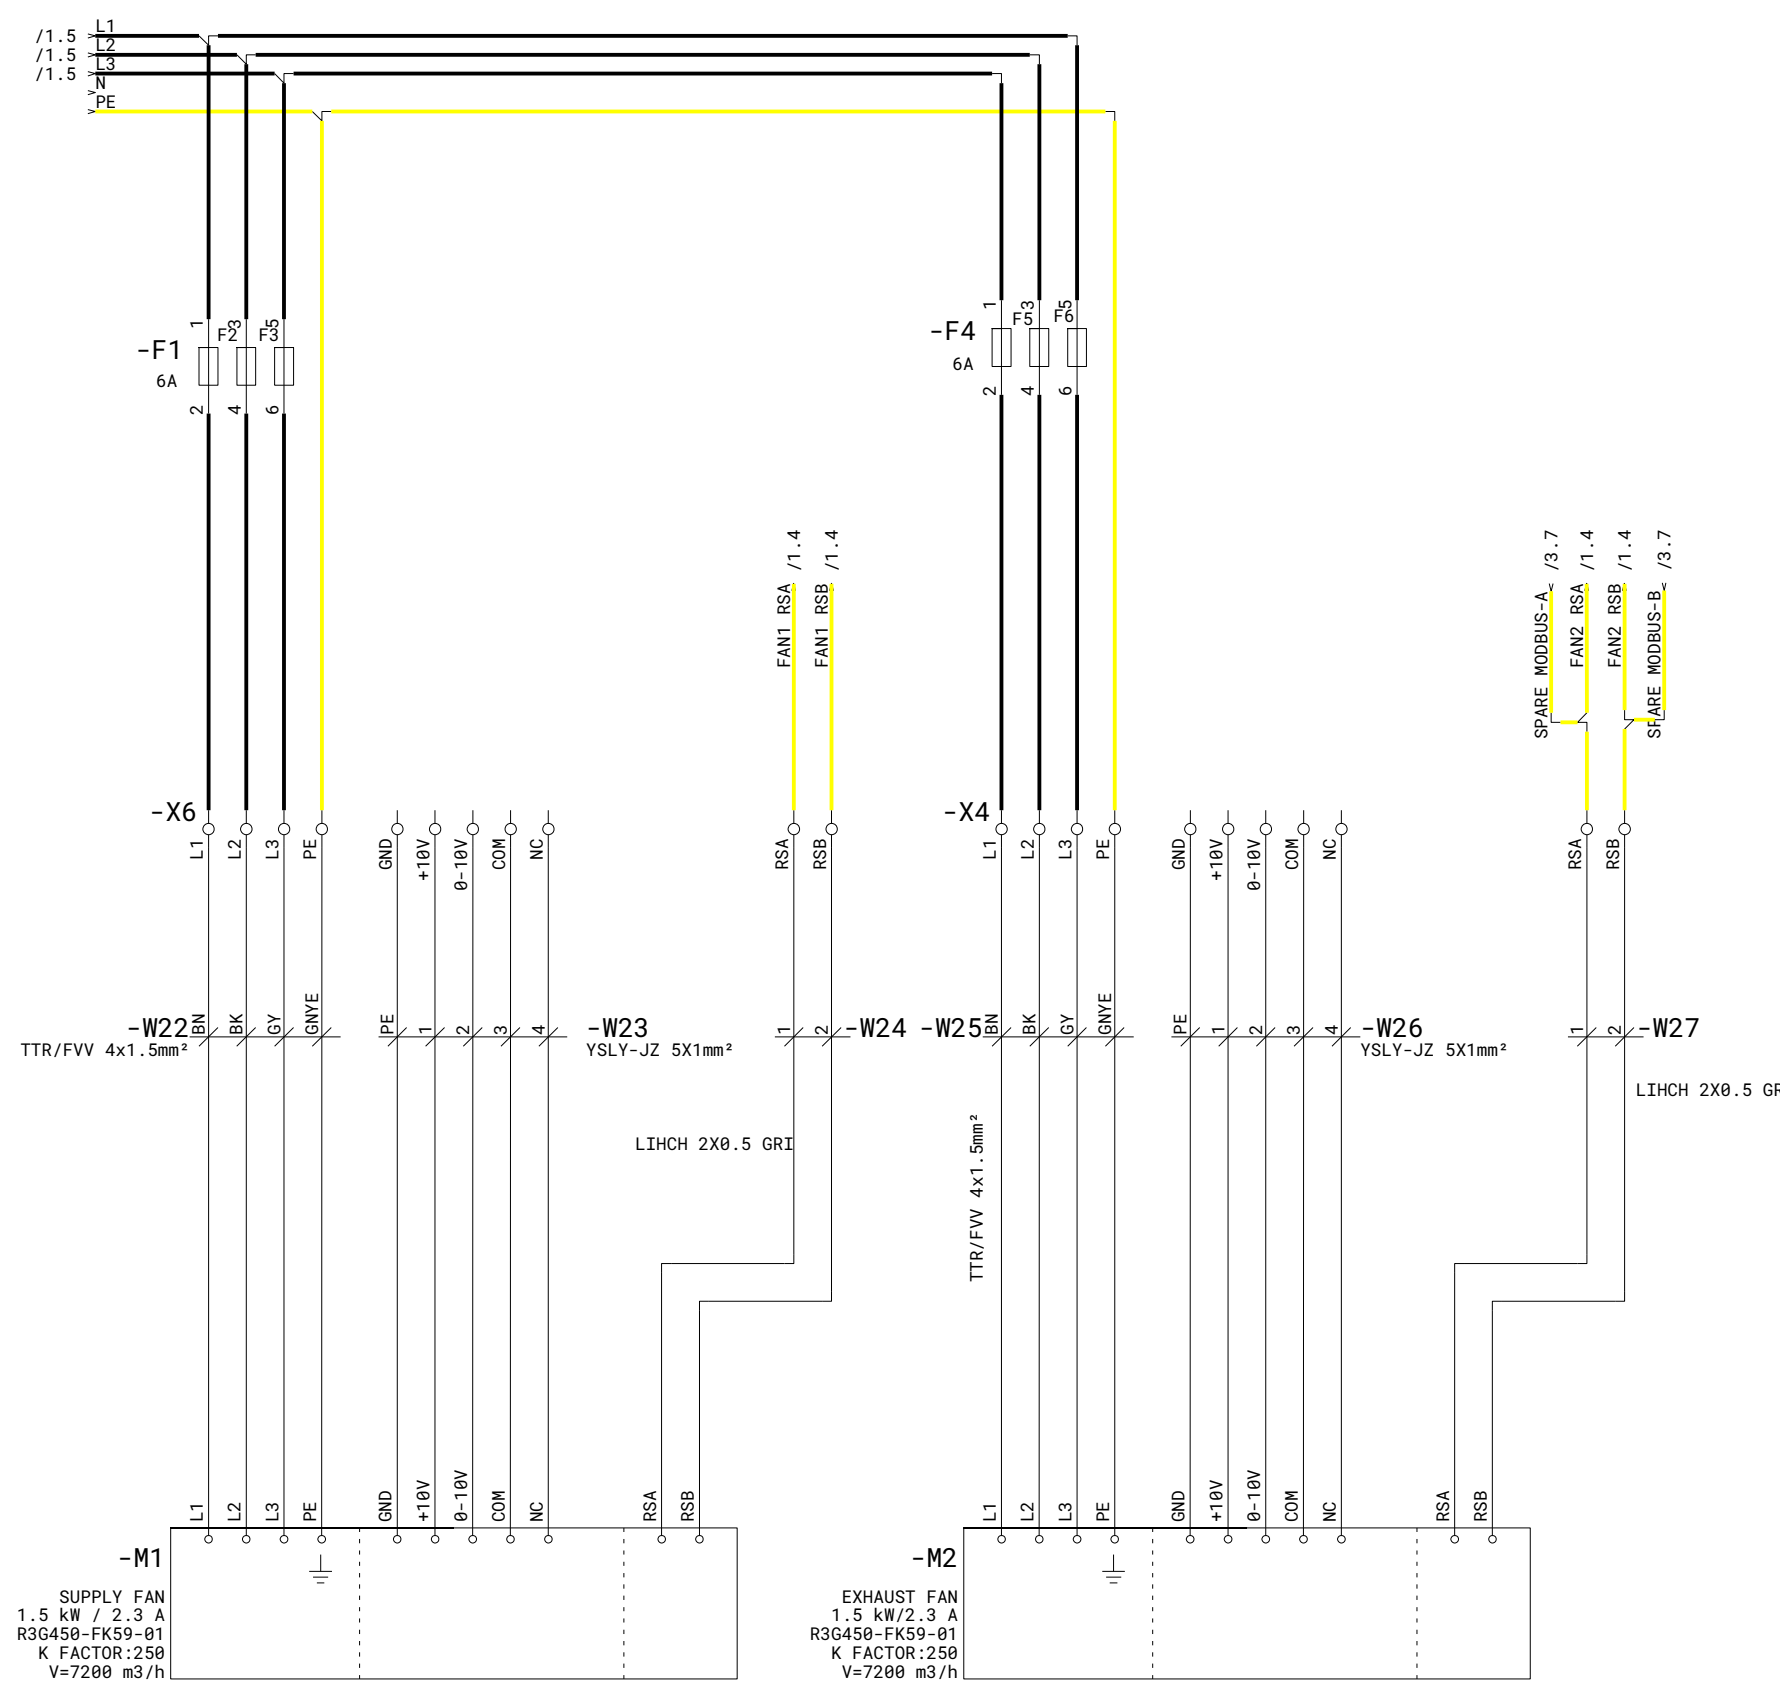 L1
/1.5
L2
/1.5
L3
/1.5
N
PE
1
3
5
F2
F3
-F1
6A
2
4
6
1
3
5
F5
F6
-F4
6A
2
4
6
/1.4
/1.4
FAN1 RSA
FAN1 RSB
/3.7
/1.4
/1.4
/3.7
SPARE MODBUS-A
FAN2 RSA
FAN2 RSB
SPARE MODBUS-B
-X6
L1
L2
L3
PE
GND
+10V
0-10V
COM
NC
RSA
RSB
-X4
L1
L2
L3
PE
GND
+10V
0-10V
COM
NC
RSA
RSB
-W22
TTR/FVV 4x1.5mm²
BN
BK
GY
GNYE
PE
1
2
3
4
-W23
YSLY-JZ 5X1mm²
1
2
-W24
LIHCH 2X0.5 GRI
-W25
TTR/FVV 4x1.5mm²
BN
BK
GY
GNYE
PE
1
2
3
4
-W26
YSLY-JZ 5X1mm²
1
2
-W27
LIHCH 2X0.5 GR
L1
L2
L3
PE
GND
+10V
0-10V
COM
NC
RSA
RSB
-M1
SUPPLY FAN
1.5 kW / 2.3 A
R3G450-FK59-01
K FACTOR:250
V=7200 m3/h
L1
L2
L3
PE
GND
+10V
0-10V
COM
NC
RSA
RSB
-M2
EXHAUST FAN
1.5 kW/2.3 A
R3G450-FK59-01
K FACTOR:250
V=7200 m3/h